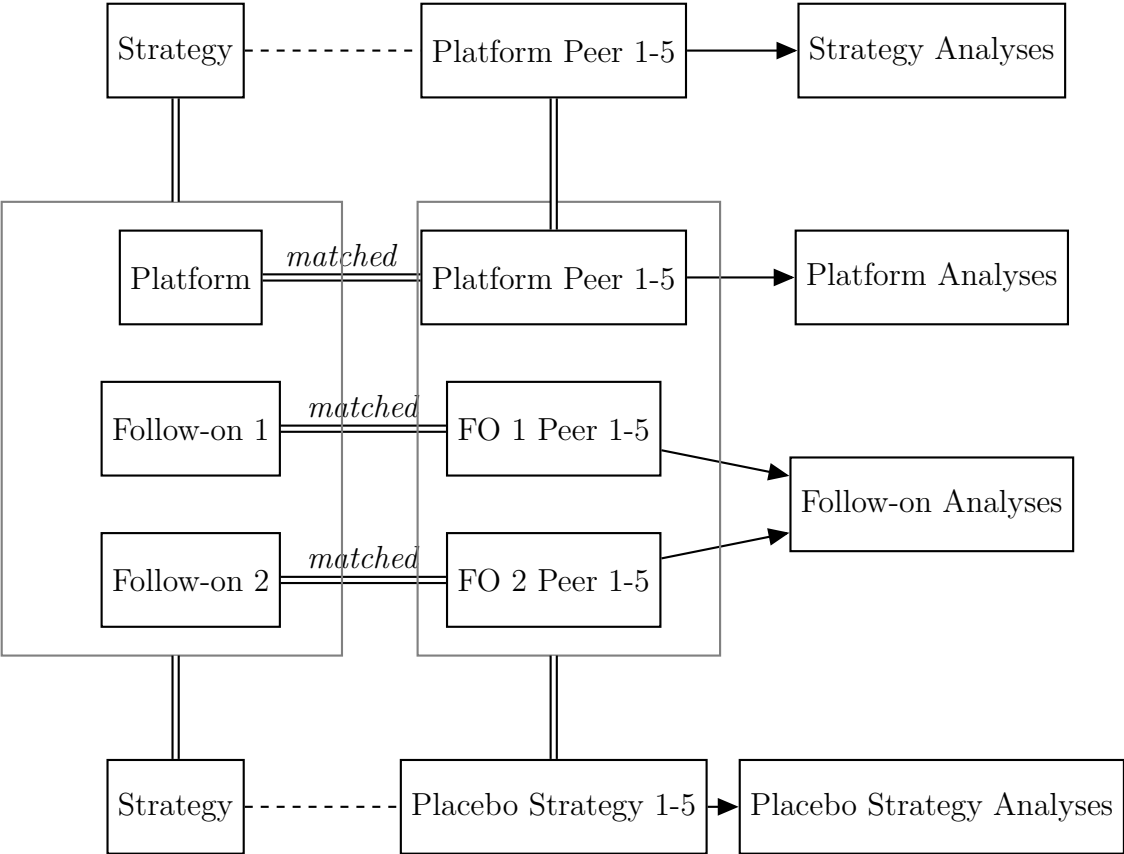 Strategy
Platform Peer 1-5
Strategy Analyses
matched
Platform
Platform Peer 1-5
Platform Analyses
matched
Follow-on 1
FO 1 Peer 1-5
Follow-on Analyses
matched
Follow-on 2
FO 2 Peer 1-5
Strategy
Placebo Strategy 1-5
Placebo Strategy Analyses